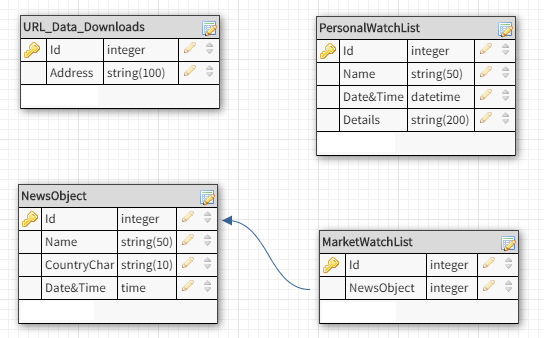 URL_Data_Downloads
Id integer
Address string(100)
PersonalWatchList
Id integer
Name string(50)
Date&Time datetime
Details string(200)
NewsObject
Id integer
Name string(50)
CountryChar string(10)
Date&Time time
MarketWatchList
Id integer
NewsObject integer